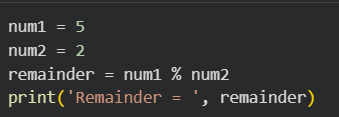 num1 = 5
num2 = 2
remainder = num1 % num2
print('Remainder = ', remainder)